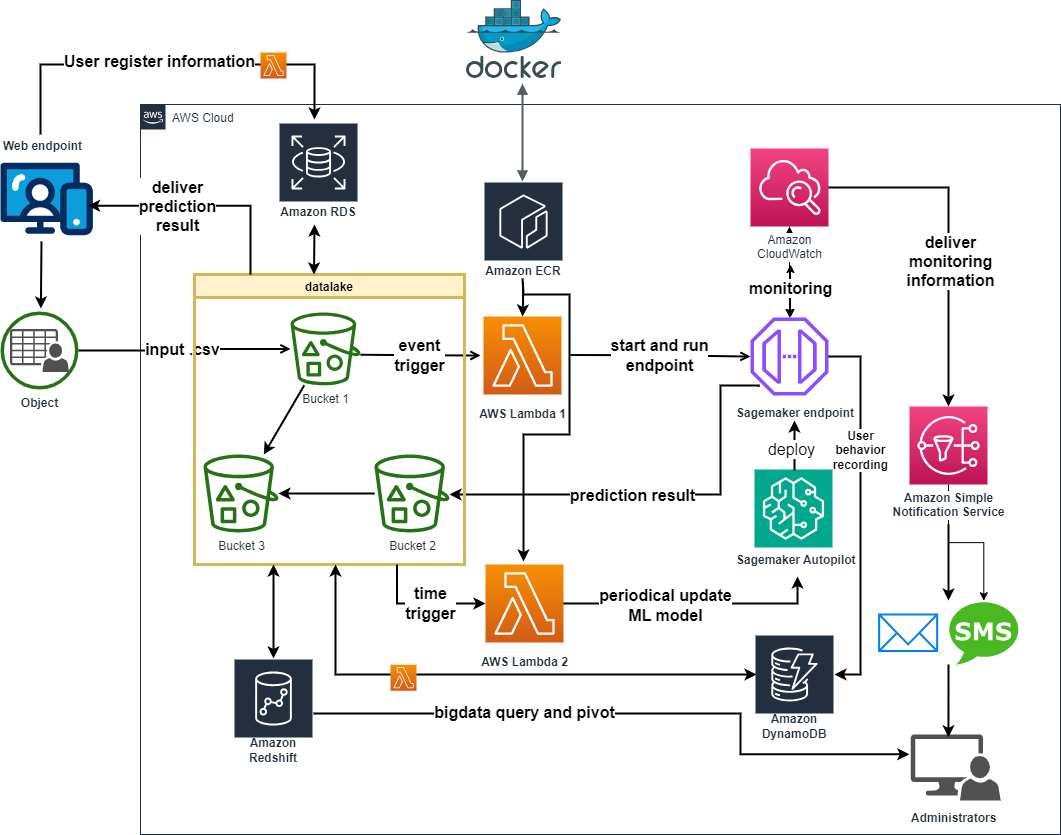 docker
User register information
aws
AWS Cloud
Web endpoint
deliver
prediction
result
Amazon RDS
Amazon ECR
Amazon
CloudWatch
deliver
monitoring
information
monitoring
datalake
input .csv
Bucket 1
event
trigger
AWS Lambda 1
start and run
endpoint
Sagemaker endpoint
Object
User
behavior
recording
deploy
Amazon Simple
Notification Service
prediction result
Bucket 3
Bucket 2
Sagemaker Autopilot
time
trigger
periodical update
ML model
AWS Lambda 2
SMS
bigdata query and pivot
Amazon
DynamoDB
Amazon
Redshift
Administrators